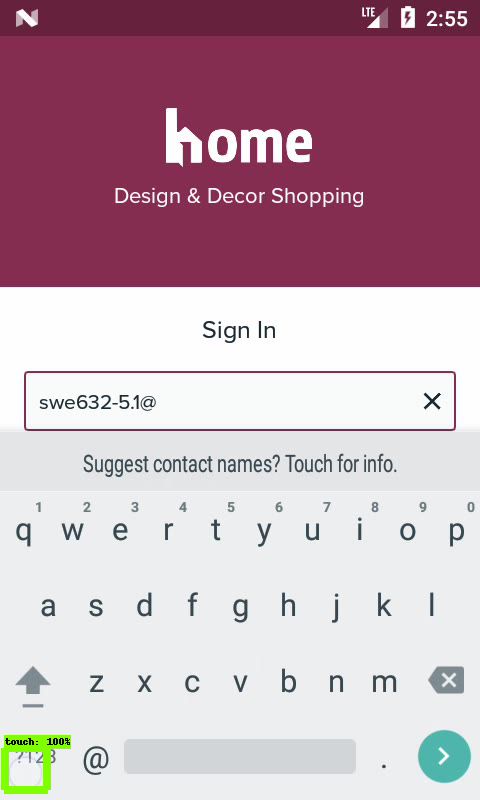 LTE 2:55
home
Design & Decor Shopping
Sign In
swe632-5.1@
Suggest contact names? Touch for info.
1 2 3 4 5 6 7 8 9 0
q w e r t y u i o p
a s d f g h j k l
z x c v b n m
touch: 100%
?123 @ .